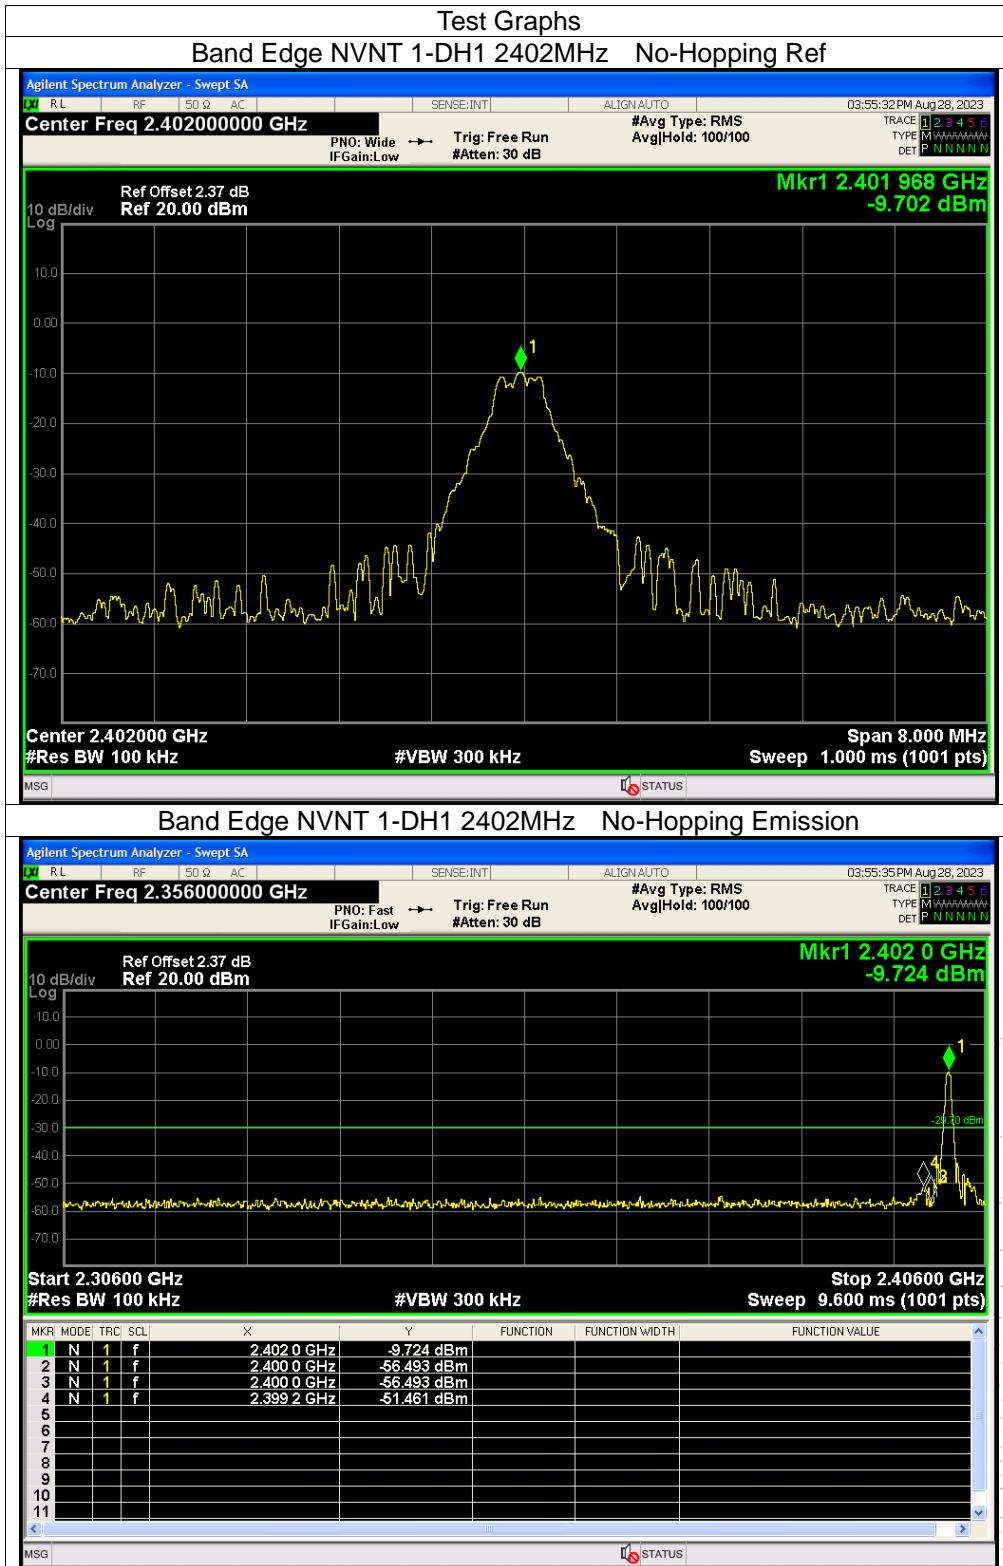 Test Graphs
Band Edge NVNT 1-DH1 2402MHz No-Hopping Ref
Agilent Spectrum Analyzer - Swept SA
LXI RL RF 50 Ω AC SENSE:INT ALIGN AUTO 03:55:32 PM Aug 28, 2023
Center Freq 2.402000000 GHz #Avg Type: RMS TRACE 1 2 3 4 5 6
PNO: Wide Trig: Free Run Avg|Hold: 100/100 TYPE M WWWWW
IFGain:Low #Atten: 30 dB DET P N N N N N
Mkr1 2.401 968 GHz
Ref Offset 2.37 dB
10 dB/div Ref 20.00 dBm -9.702 dBm
Log
10.0
0.00
1
-10.0
-20.0
-30.0
-40.0
-50.0
-60.0
-70.0
Center 2.402000 GHz Span 8.000 MHz
#Res BW 100 kHz #VBW 300 kHz Sweep 1.000 ms (1001 pts)
MSG STATUS
Band Edge NVNT 1-DH1 2402MHz No-Hopping Emission
Agilent Spectrum Analyzer - Swept SA
LXI RL RF 50 Ω AC SENSE:INT ALIGN AUTO 03:55:35 PM Aug 28, 2023
Center Freq 2.356000000 GHz #Avg Type: RMS TRACE 1 2 3 4 5 6
PNO: Fast Trig: Free Run Avg|Hold: 100/100 TYPE M WWWWW
IFGain:Low #Atten: 30 dB DET P N N N N N
Mkr1 2.402 0 GHz
Ref Offset 2.37 dB
10 dB/div Ref 20.00 dBm -9.724 dBm
Log
10.0
0.00
1
-10.0
-20.0
-29.70 dBm
-30.0
-40.0
4
3
-50.0
-60.0
-70.0
Start 2.30600 GHz Stop 2.40600 GHz
#Res BW 100 kHz #VBW 300 kHz Sweep 9.600 ms (1001 pts)
MKR MODE TRC SCL X Y FUNCTION FUNCTION WIDTH FUNCTION VALUE
1 N 1 f 2.402 0 GHz -9.724 dBm
2 N 1 f 2.400 0 GHz -56.493 dBm
3 N 1 f 2.400 0 GHz -56.493 dBm
4 N 1 f 2.399 2 GHz -51.461 dBm
5
6
7
8
9
10
11
MSG STATUS